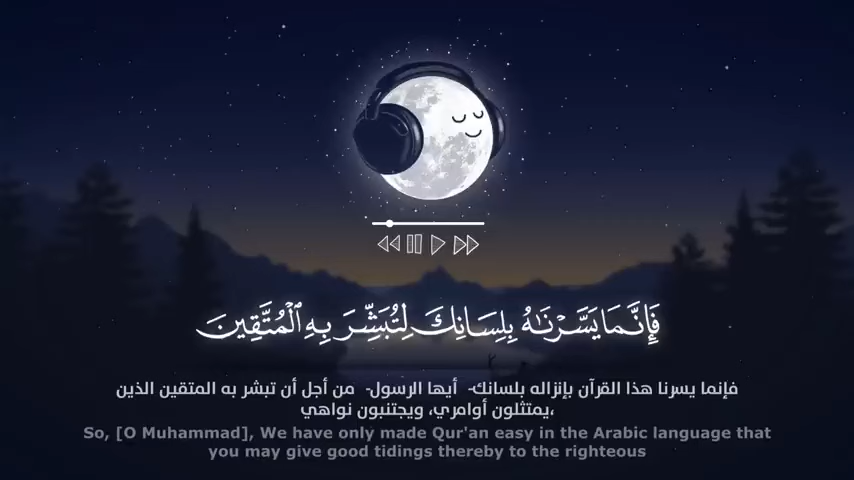 فَإِنَّمَا يَسَّرْنَٰهُ بِلِسَانِكَ لِتُبَشِّرَ بِهِ ٱلْمُتَّقِينَ
فإنما يسرنا هذا القرآن بإنزاله بلسانك- أيها الرسول- من أجل أن تبشر به المتقين الذين
يمتثلون أوامري، ويجتنبون نواهي،
So, [O Muhammad], We have only made Qur'an easy in the Arabic language that
you may give good tidings thereby to the righteous